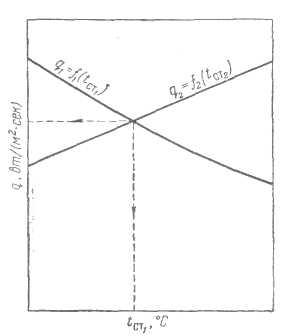 q₁=f₁(t_СТ₁)
q₂=f₂(t_СТ₂)
q, Вт/(м²·сек)
t_СТ₁, °С